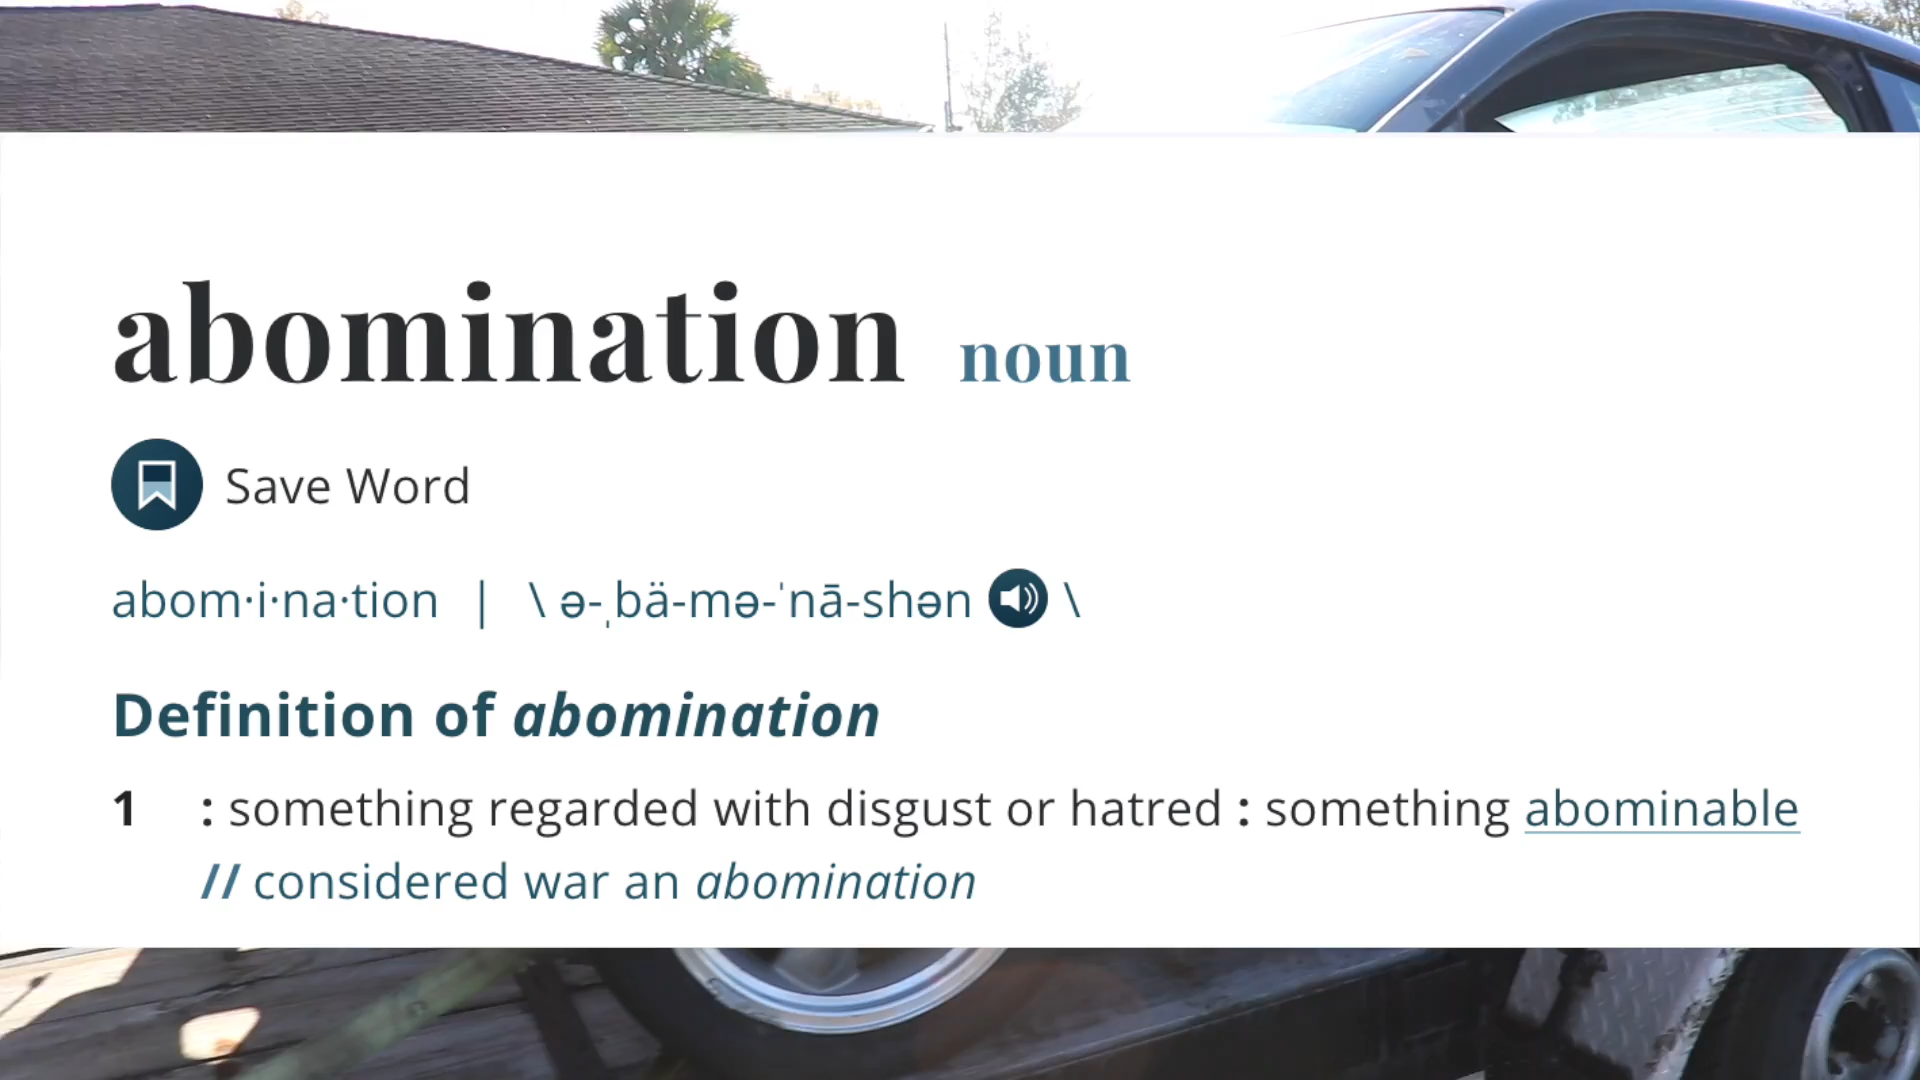 abomination noun
Save Word
abom·i·na·tion | \ ə-ˌbä-mə-ˈnā-shən \
Definition of abomination
1 : something regarded with disgust or hatred : something abominable
// considered war an abomination